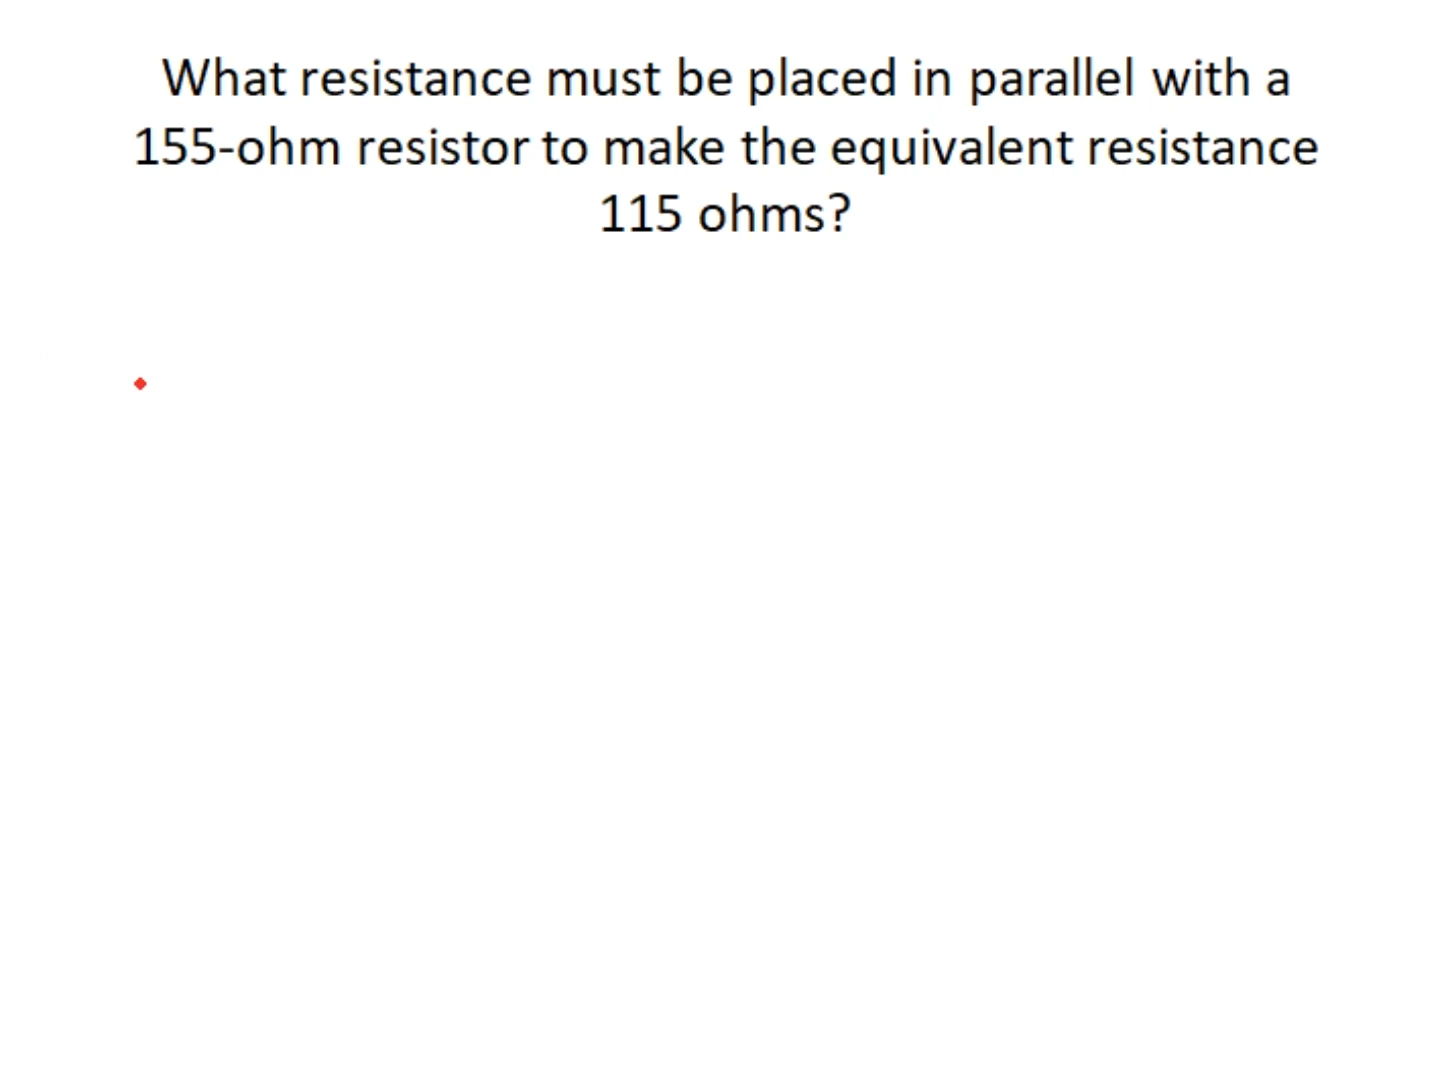 What resistance must be placed in parallel with a
155-ohm resistor to make the equivalent resistance
115 ohms?